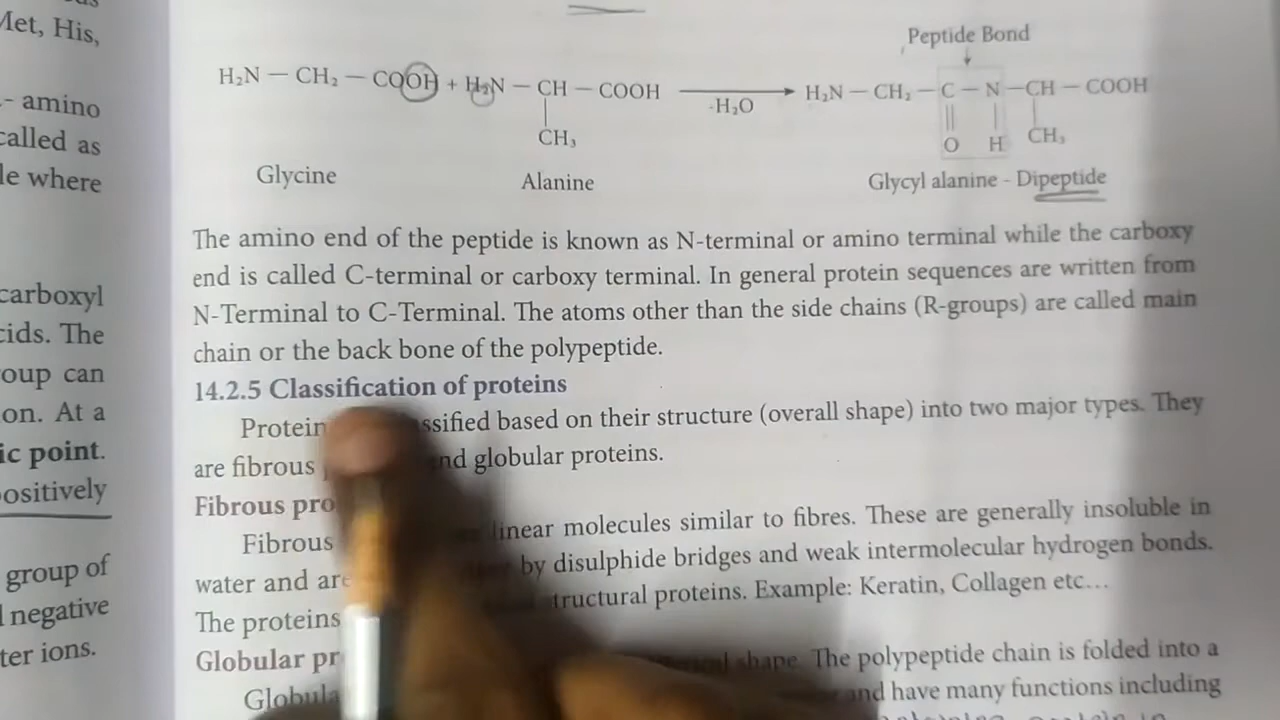 Met, His,
- amino
called as
le where
carboxyl
cids. The
oup can
on. At a
ic point.
positively
group of
negative
ter ions.
Peptide Bond
H₂N — CH₂ — COOH + H₂N — CH — COOH -H₂O H₂N — CH₂ — C — N — CH — COOH
CH₃ O H CH₃
Glycine Alanine Glycyl alanine - Dipeptide
The amino end of the peptide is known as N-terminal or amino terminal while the carboxy
end is called C-terminal or carboxy terminal. In general protein sequences are written from
N-Terminal to C-Terminal. The atoms other than the side chains (R-groups) are called main
chain or the back bone of the polypeptide.
14.2.5 Classification of proteins
Protein ssified based on their structure (overall shape) into two major types. They
are fibrous nd globular proteins.
Fibrous pro
Fibrous linear molecules similar to fibres. These are generally insoluble in
water and are by disulphide bridges and weak intermolecular hydrogen bonds.
The proteins tructural proteins. Example: Keratin, Collagen etc…
Globular pr
Globula shape. The polypeptide chain is folded into a
and have many functions including